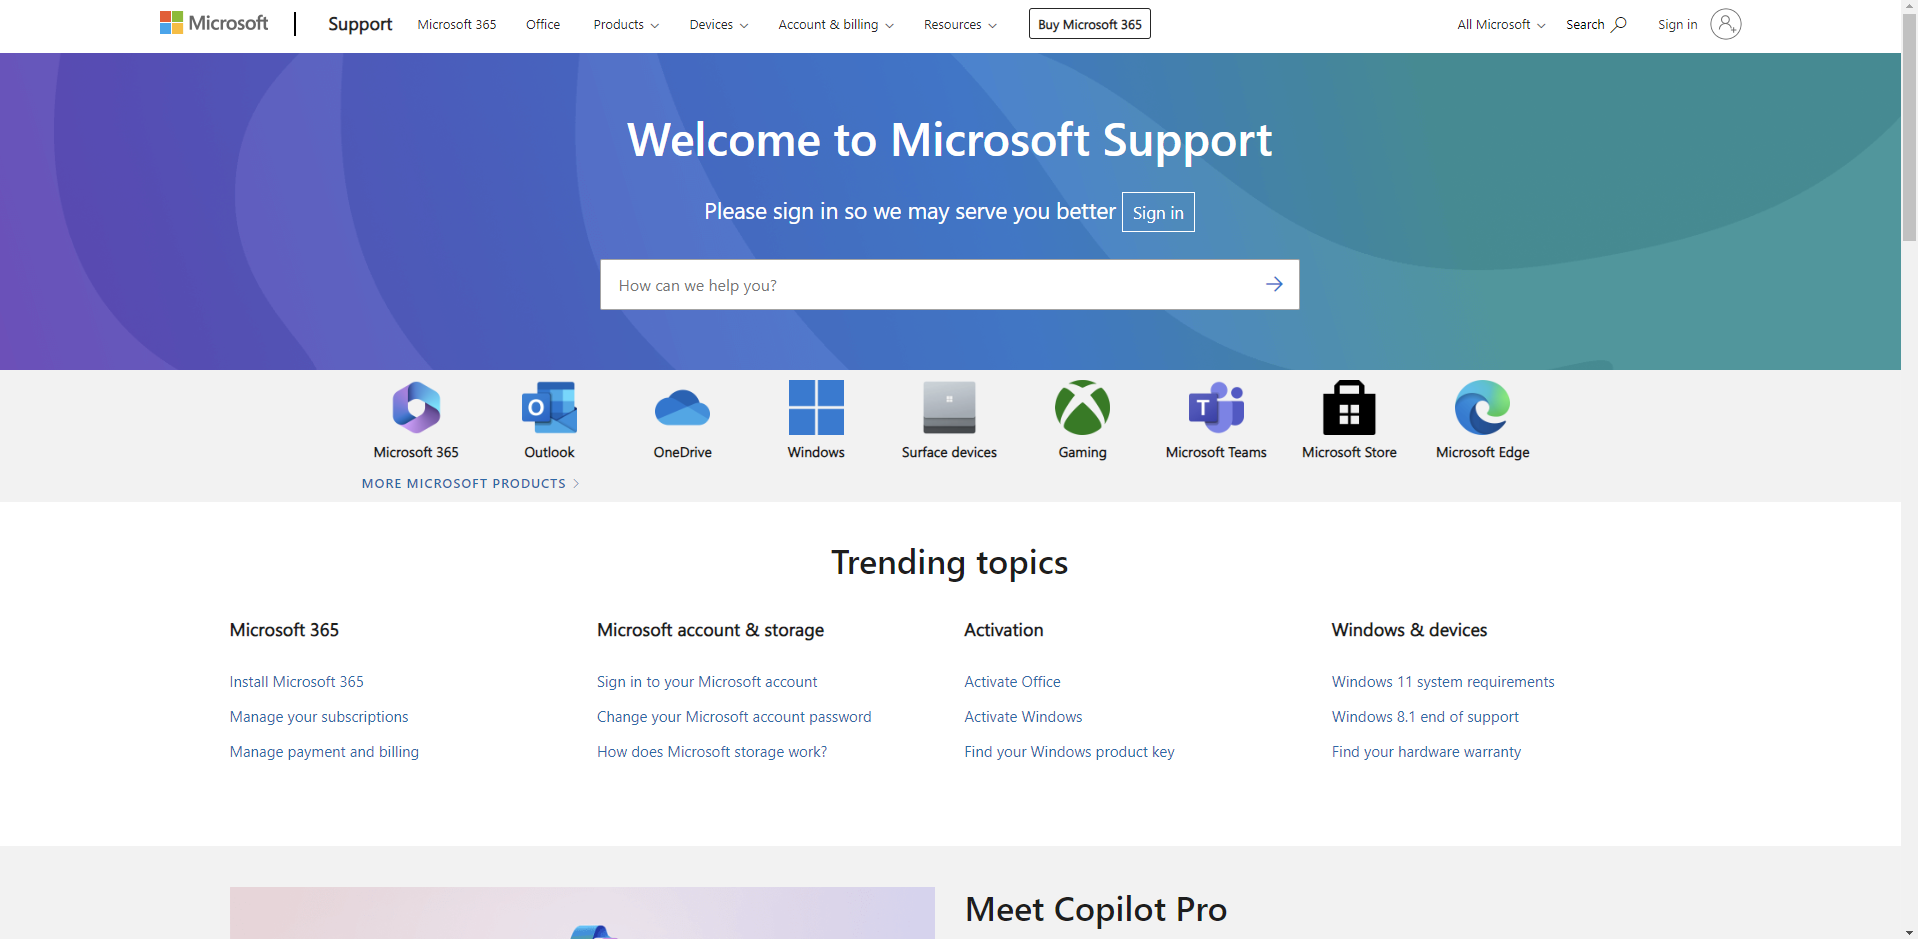 Microsoft Support Microsoft 365 Office Products Devices Account & billing Resources Buy Microsoft 365 All Microsoft Search Sign in
Welcome to Microsoft Support
Please sign in so we may serve you better Sign in
How can we help you?
O T
Microsoft 365 Outlook OneDrive Windows Surface devices Gaming Microsoft Teams Microsoft Store Microsoft Edge
MORE MICROSOFT PRODUCTS
Trending topics
Microsoft 365
Install Microsoft 365
Manage your subscriptions
Manage payment and billing
Microsoft account & storage
Sign in to your Microsoft account
Change your Microsoft account password
How does Microsoft storage work?
Activation
Activate Office
Activate Windows
Find your Windows product key
Windows & devices
Windows 11 system requirements
Windows 8.1 end of support
Find your hardware warranty
Meet Copilot Pro